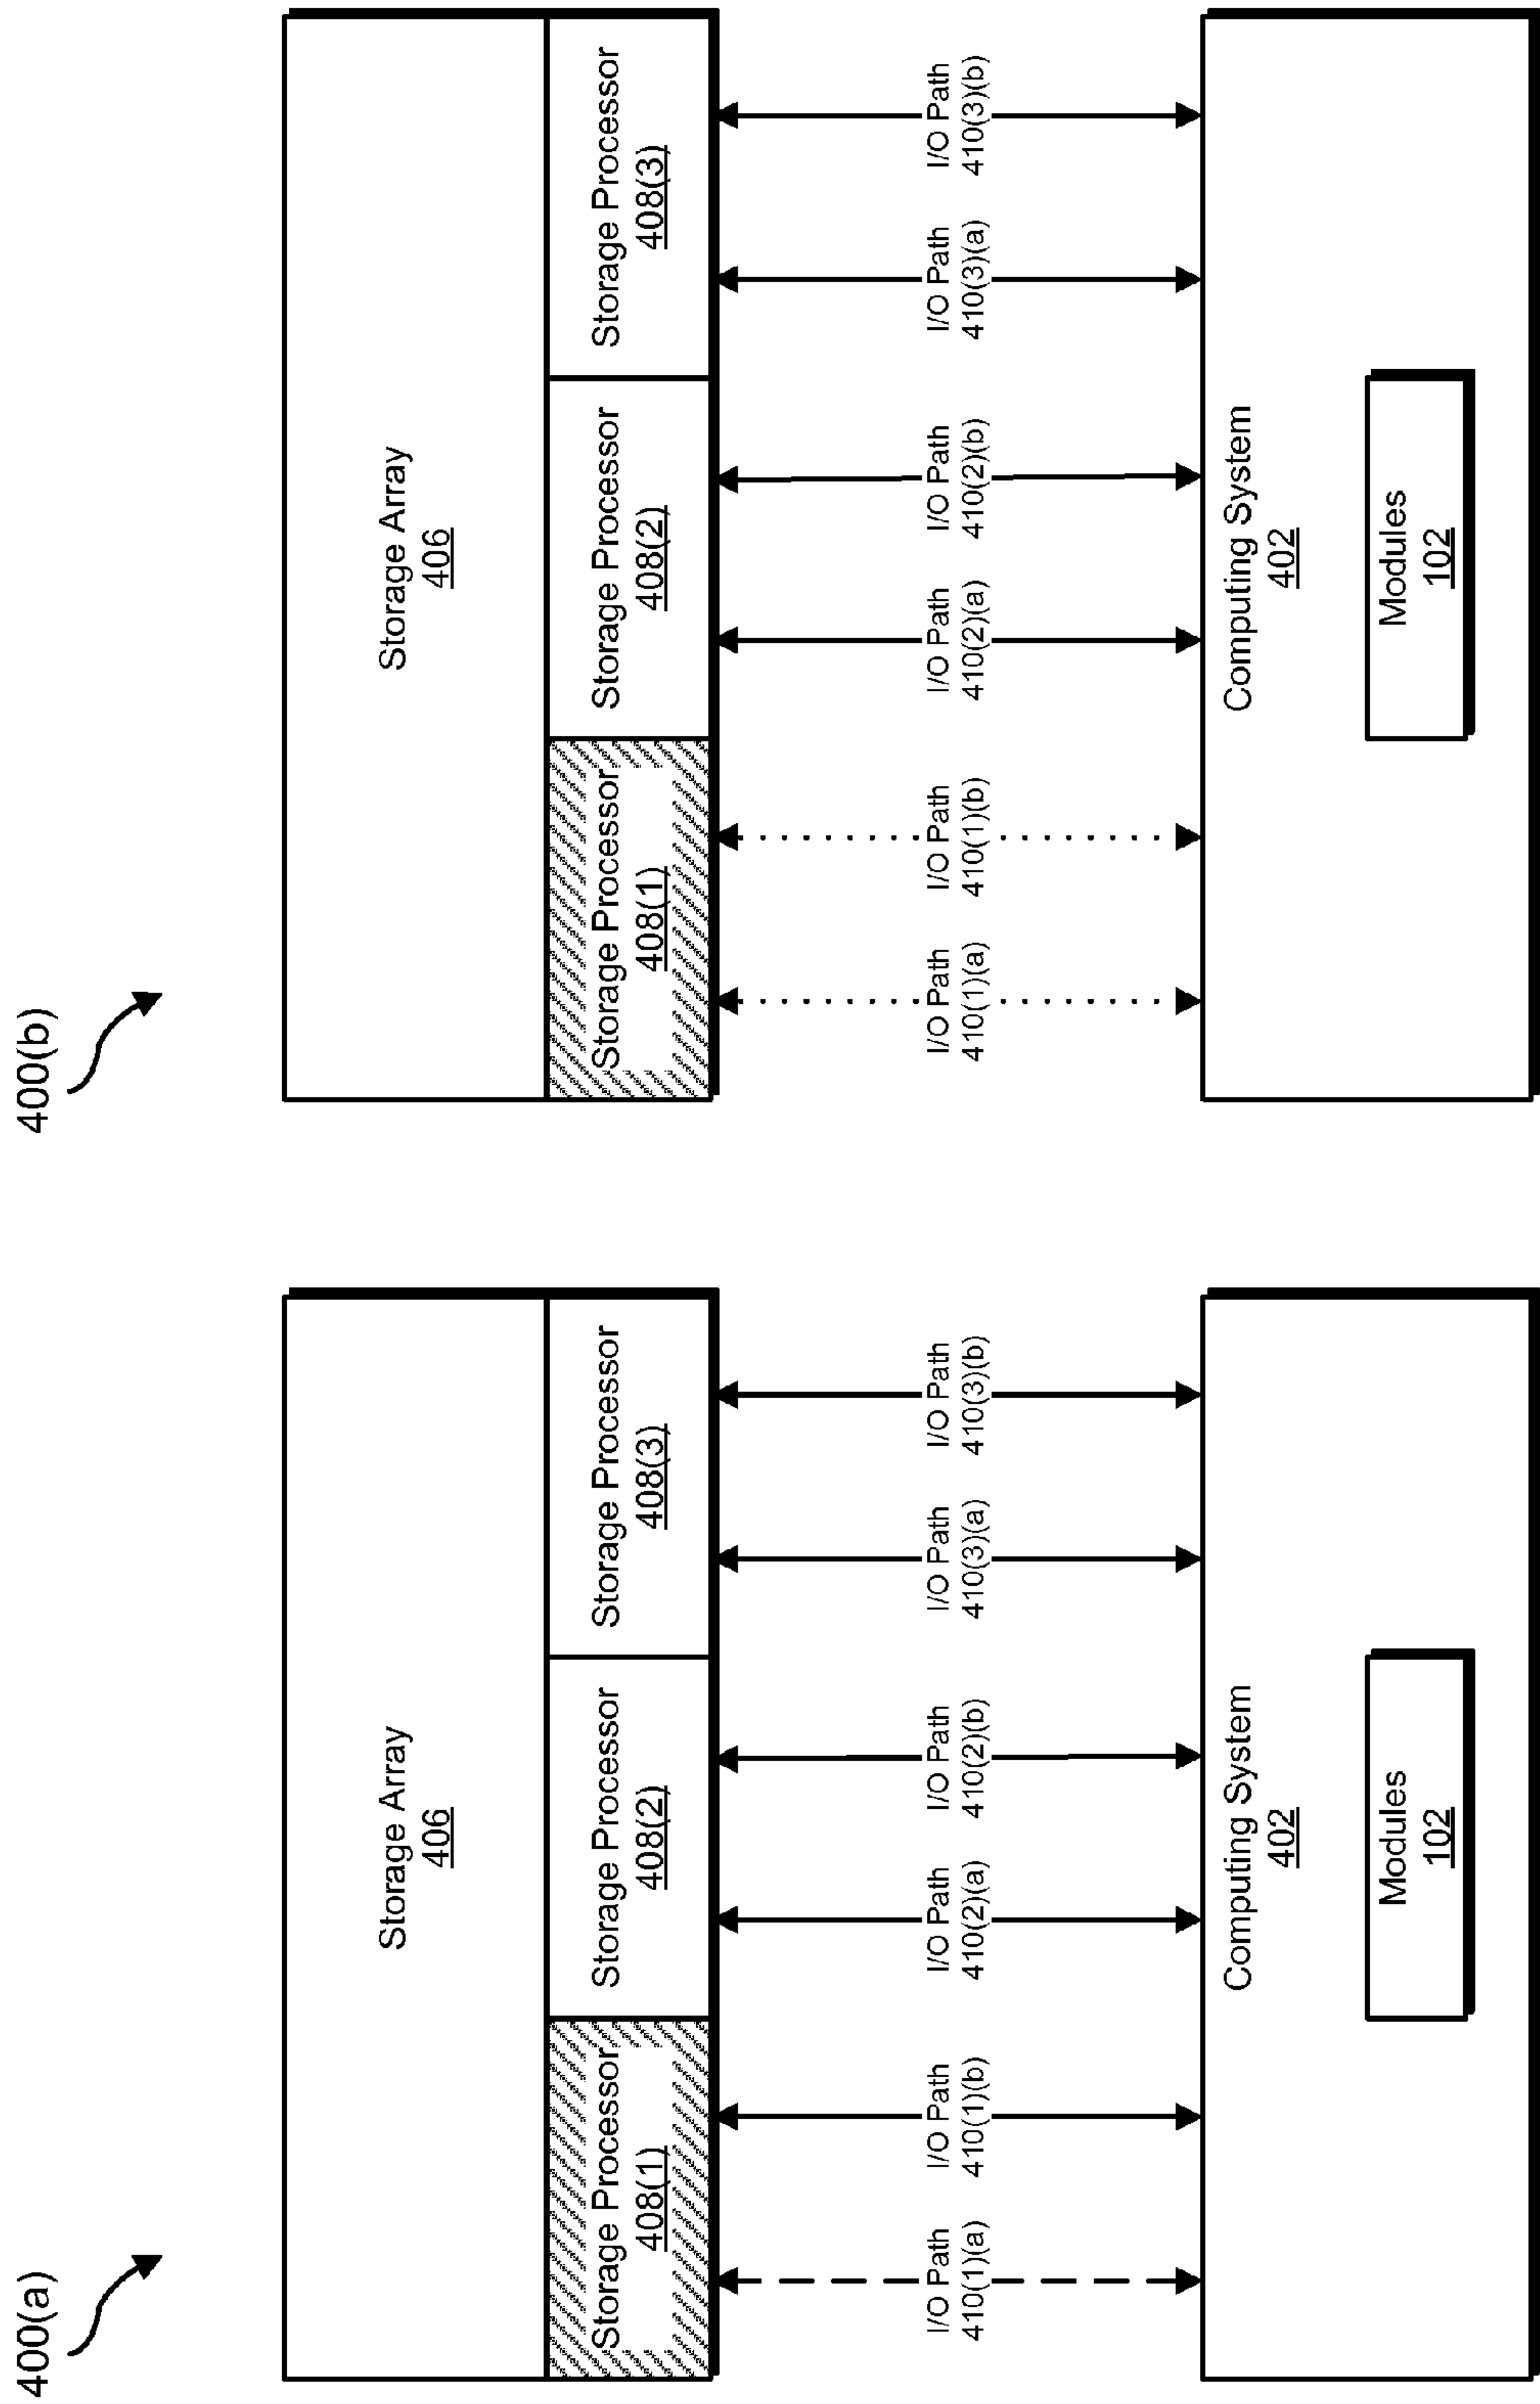 400(a)
Storage Array
406
Storage Processor
408(1)
Storage Processor
408(2)
Storage Processor
408(3)
I/O Path
410(1)(a)
I/O Path
410(1)(b)
I/O Path
410(2)(a)
I/O Path
410(2)(b)
I/O Path
410(3)(a)
I/O Path
410(3)(b)
Computing System
402
Modules
102
400(b)
Storage Array
406
Storage Processor
408(1)
Storage Processor
408(2)
Storage Processor
408(3)
I/O Path
410(1)(a)
I/O Path
410(1)(b)
I/O Path
410(2)(a)
I/O Path
410(2)(b)
I/O Path
410(3)(a)
I/O Path
410(3)(b)
Computing System
402
Modules
102